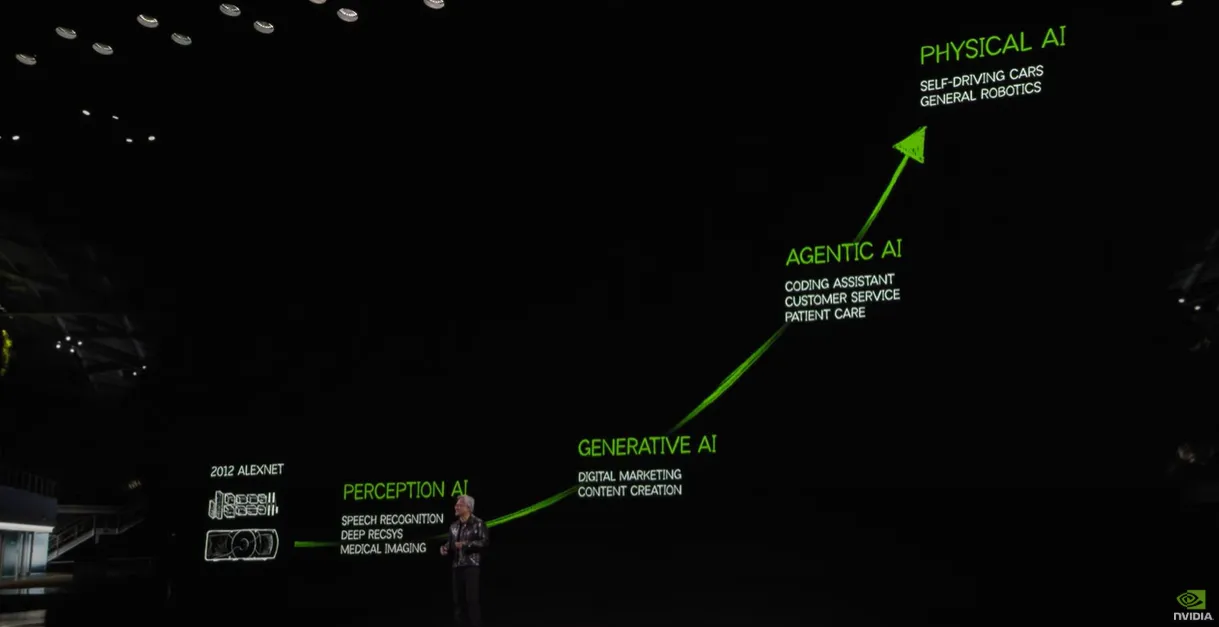 PHYSICAL AI
SELF-DRIVING CARS
GENERAL ROBOTICS
AGENTIC AI
CODING ASSISTANT
CUSTOMER SERVICE
PATIENT CARE
GENERATIVE AI
DIGITAL MARKETING
CONTENT CREATION
2012 ALEXNET
PERCEPTION AI
SPEECH RECOGNITION
DEEP RECSYS
MEDICAL IMAGING
NVIDIA